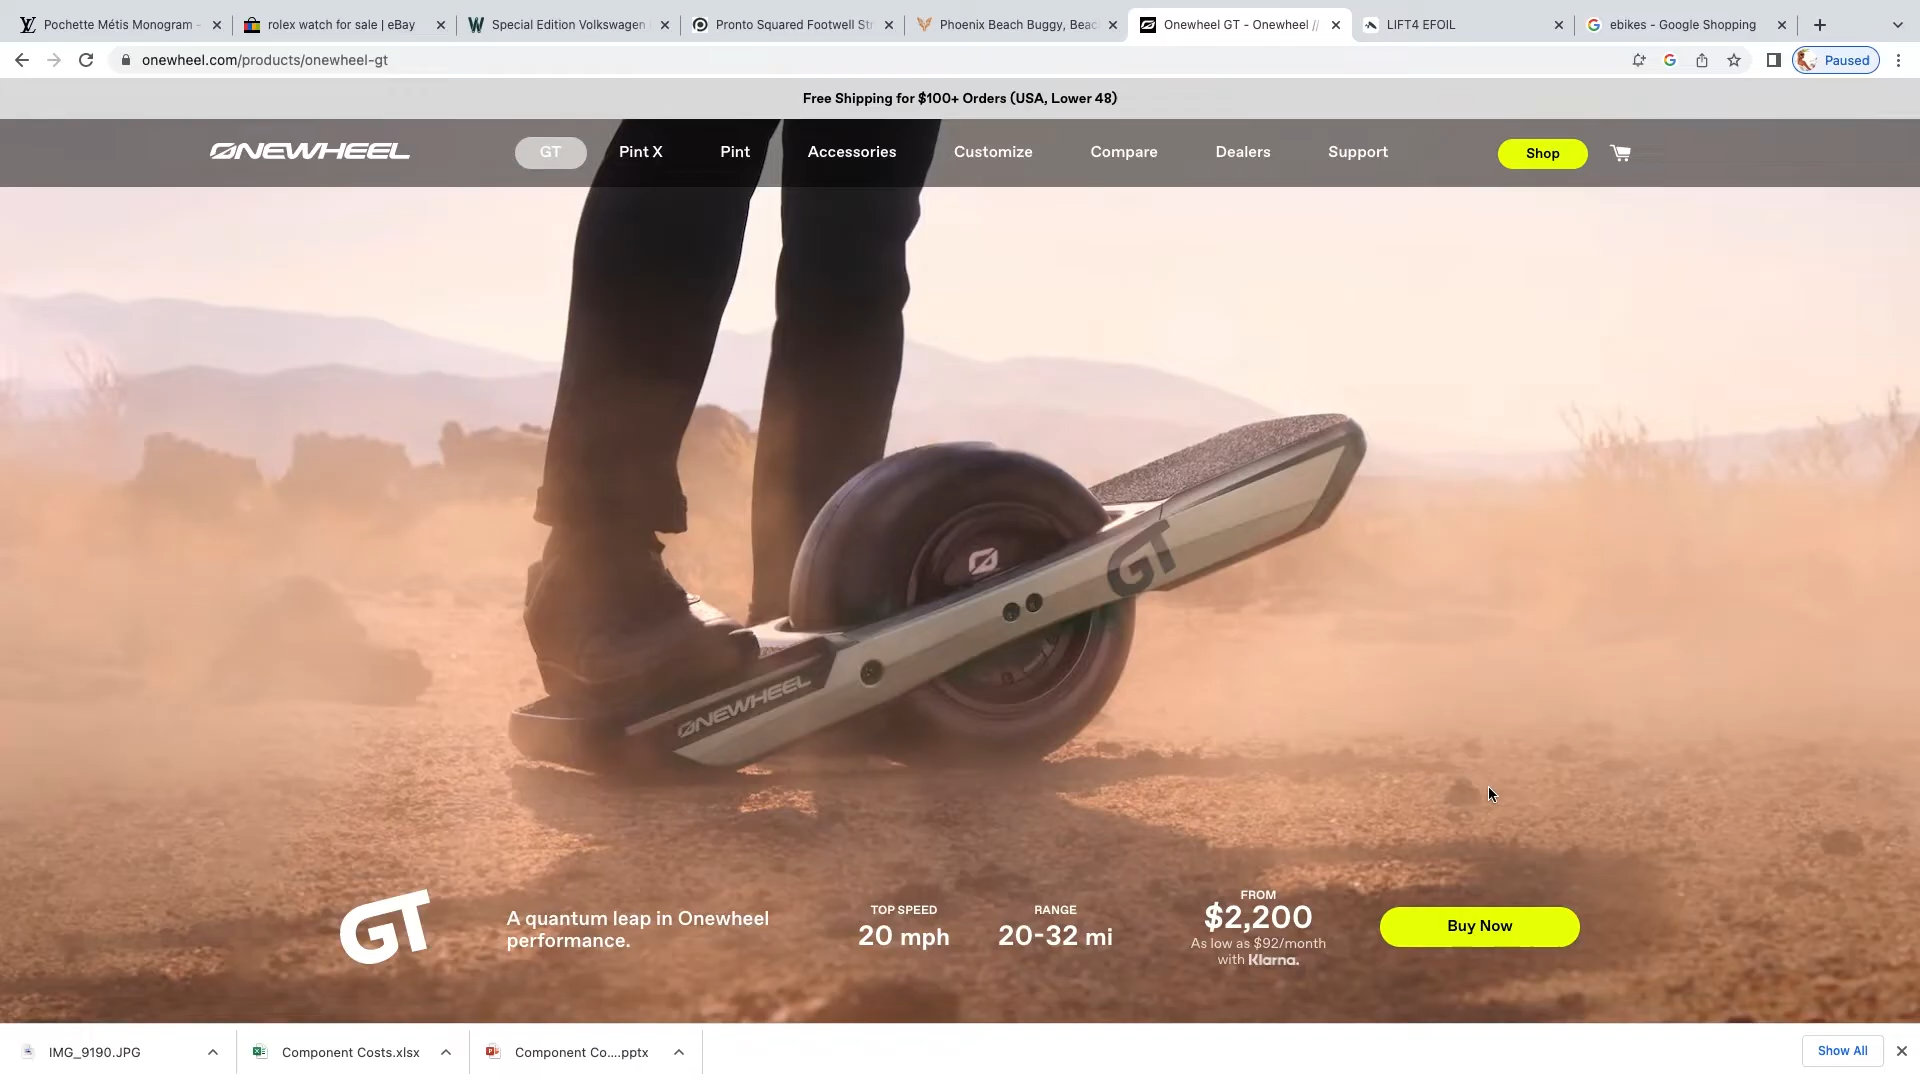 Pochette Métis Monogram -
rolex watch for sale | eBay
Special Edition Volkswagen
Pronto Squared Footwell St
Phoenix Beach Buggy, Beac
Onewheel GT - Onewheel //
LIFT4 EFOIL
ebikes - Google Shopping
onewheel.com/products/onewheel-gt
Paused
Free Shipping for $100+ Orders (USA, Lower 48)
ONEWHEEL
GT
Pint X
Pint
Accessories
Customize
Compare
Dealers
Support
Shop
GT
ONEWHEEL
GT
A quantum leap in Onewheel
performance.
TOP SPEED
20 mph
RANGE
20-32 mi
FROM
$2,200
As low as $92/month
with Klarna.
Buy Now
IMG_9190.JPG
Component Costs.xlsx
Component Co....pptx
Show All